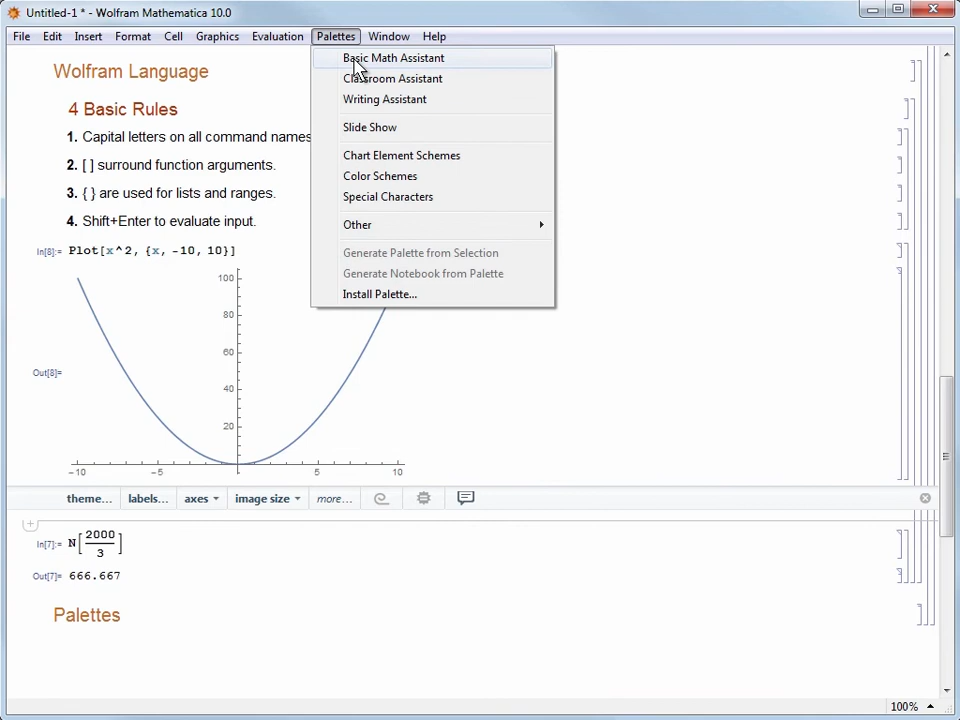 Untitled-1 * - Wolfram Mathematica 10.0
File Edit Insert Format Cell Graphics Evaluation Palettes Window Help
Basic Math Assistant
Classroom Assistant
Writing Assistant
Slide Show
Chart Element Schemes
Color Schemes
Special Characters
Other
Generate Palette from Selection
Generate Notebook from Palette
Install Palette...
Wolfram Language
4 Basic Rules
1. Capital letters on all command names
2. [ ] surround function arguments.
3. { } are used for lists and ranges.
4. Shift+Enter to evaluate input.
In[8]:= Plot[x^2, {x, -10, 10}]
100
80
60
Out[8]=
40
20
-10 -5 5 10
theme... labels... axes image size more...
In[7]:= N[2000/3]
Out[7]= 666.667
Palettes
100%